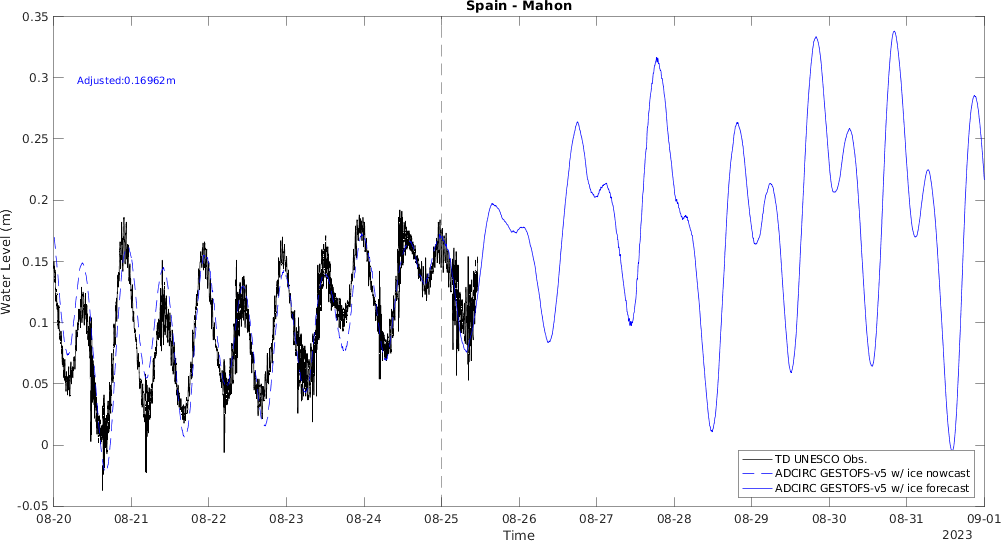 Spain - Mahon
0.35
0.3
0.25
0.2
0.15
0.1
0.05
0
-0.05
Water Level (m)
Adjusted:0.16962m
TD UNESCO Obs.
ADCIRC GESTOFS-v5 w/ ice nowcast
ADCIRC GESTOFS-v5 w/ ice forecast
08-20 08-21 08-22 08-23 08-24 08-25 08-26 08-27 08-28 08-29 08-30 08-31 09-01
Time
2023